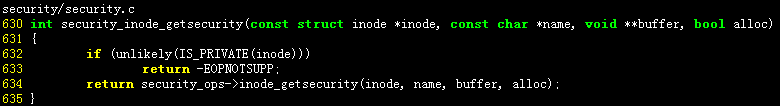 security/security.c
630 int security_inode_getsecurity(const struct inode *inode, const char *name, void **buffer, bool alloc)
631 {
632         if (unlikely(IS_PRIVATE(inode)))
633                 return -EOPNOTSUPP;
634         return security_ops->inode_getsecurity(inode, name, buffer, alloc);
635 }